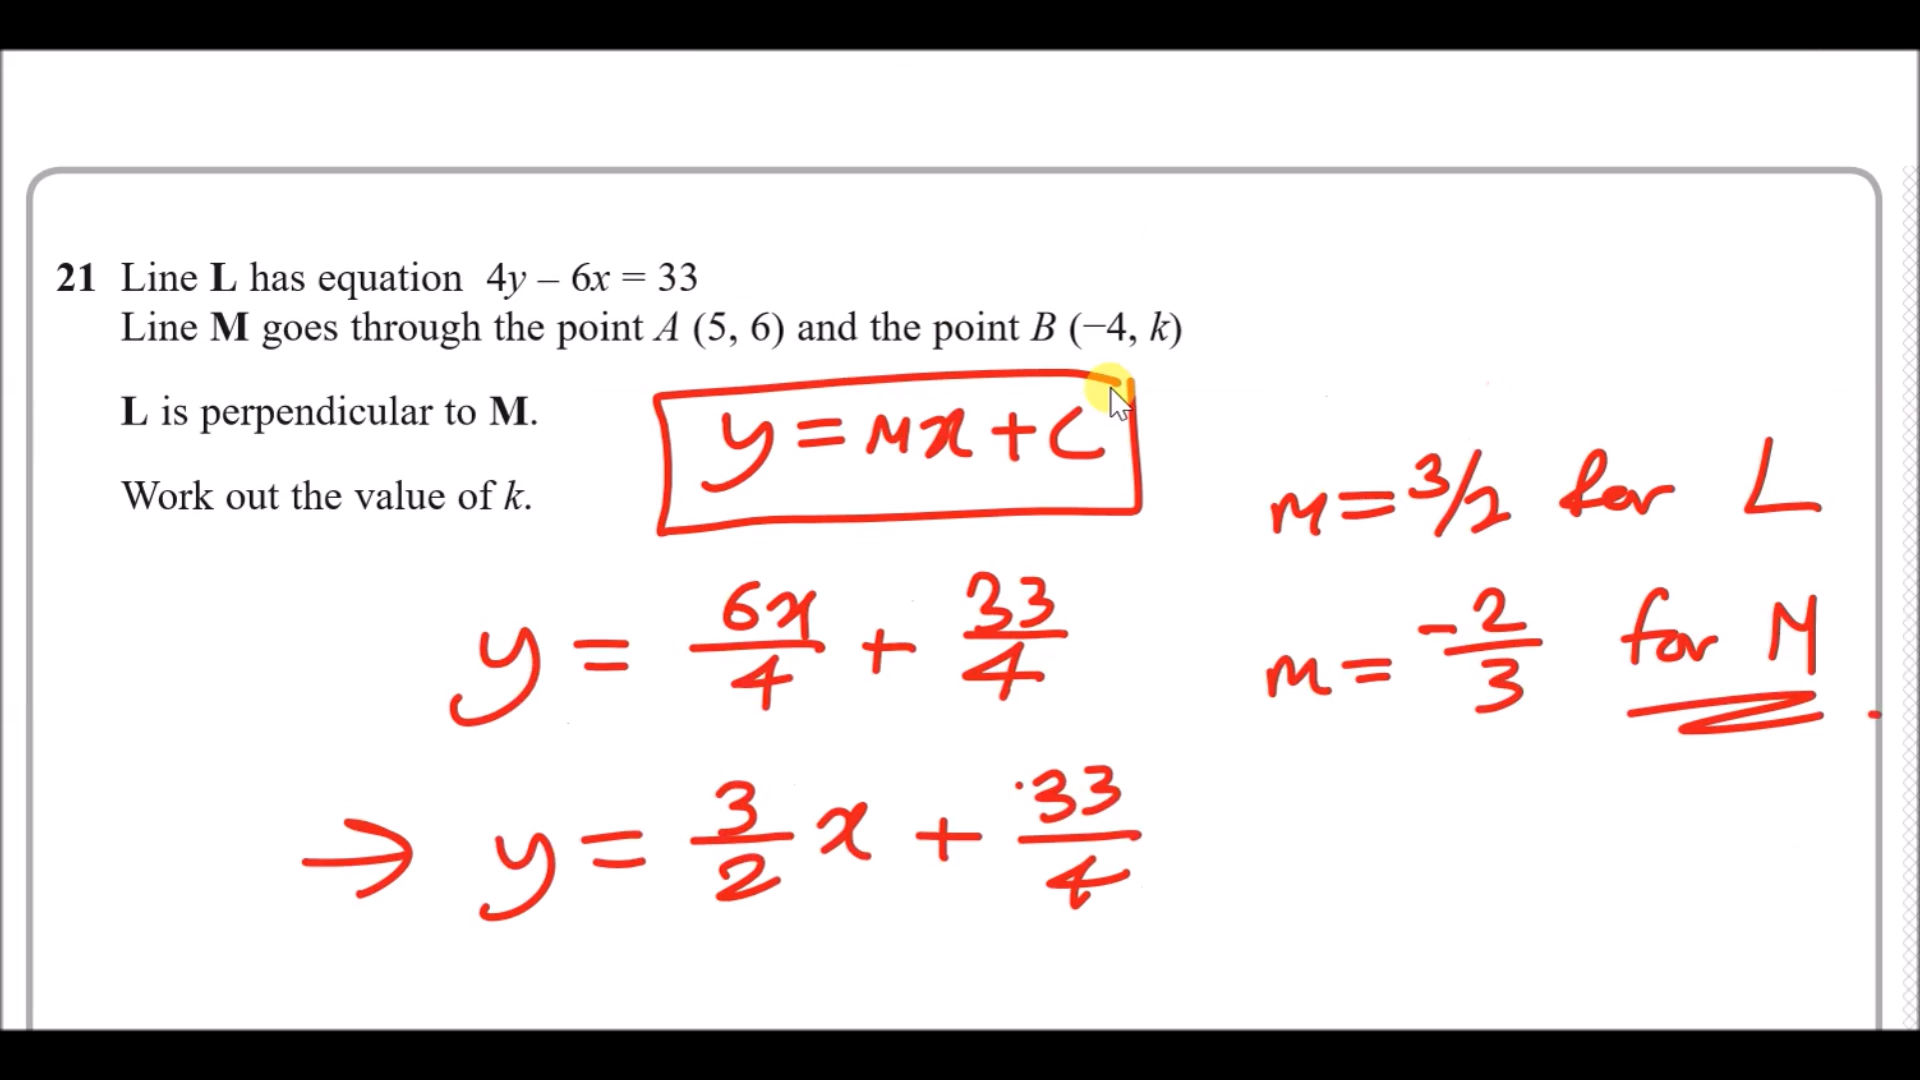 21 Line L has equation 4y – 6x = 33
Line M goes through the point A (5, 6) and the point B (−4, k)
L is perpendicular to M.
Work out the value of k.
y = mx + c
m = 3/2 for L
y = 6x/4 + 33/4
m = -2/3 for M
→ y = 3/2 x + 33/4